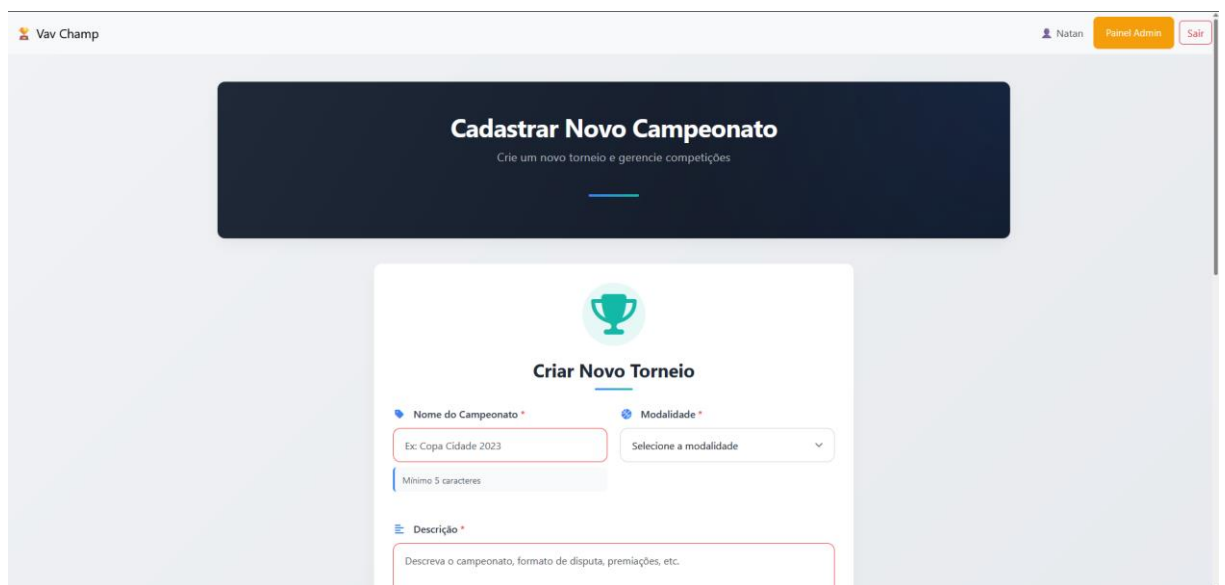 Vav Champ
Natan
Painel Admin
Sair
Cadastrar Novo Campeonato
Crie um novo torneio e gerencie competições
Criar Novo Torneio
Nome do Campeonato *
Modalidade *
Ex: Copa Cidade 2023
Selecione a modalidade
Mínimo 5 caracteres
Descrição *
Descreva o campeonato, formato de disputa, premiações, etc.